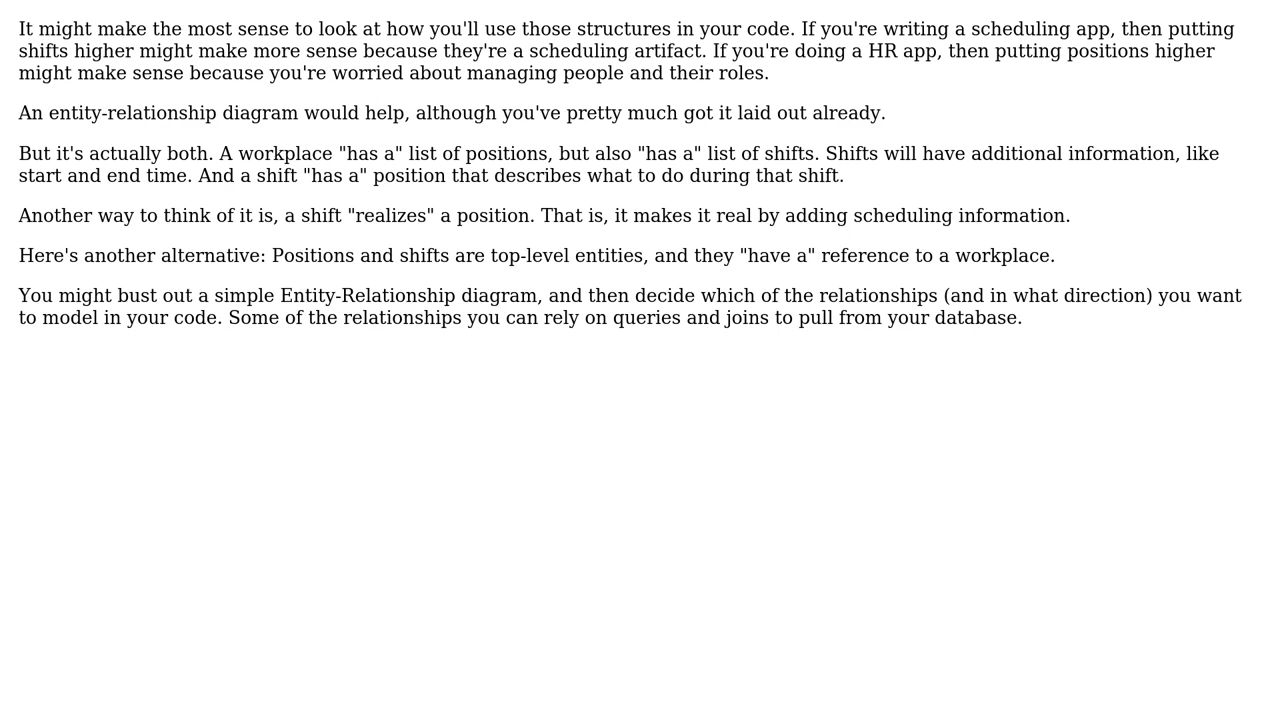 It might make the most sense to look at how you'll use those structures in your code. If you're writing a scheduling app, then putting
shifts higher might make more sense because they're a scheduling artifact. If you're doing a HR app, then putting positions higher
might make sense because you're worried about managing people and their roles.
An entity-relationship diagram would help, although you've pretty much got it laid out already.
But it's actually both. A workplace "has a" list of positions, but also "has a" list of shifts. Shifts will have additional information, like
start and end time. And a shift "has a" position that describes what to do during that shift.
Another way to think of it is, a shift "realizes" a position. That is, it makes it real by adding scheduling information.
Here's another alternative: Positions and shifts are top-level entities, and they "have a" reference to a workplace.
You might bust out a simple Entity-Relationship diagram, and then decide which of the relationships (and in what direction) you want
to model in your code. Some of the relationships you can rely on queries and joins to pull from your database.